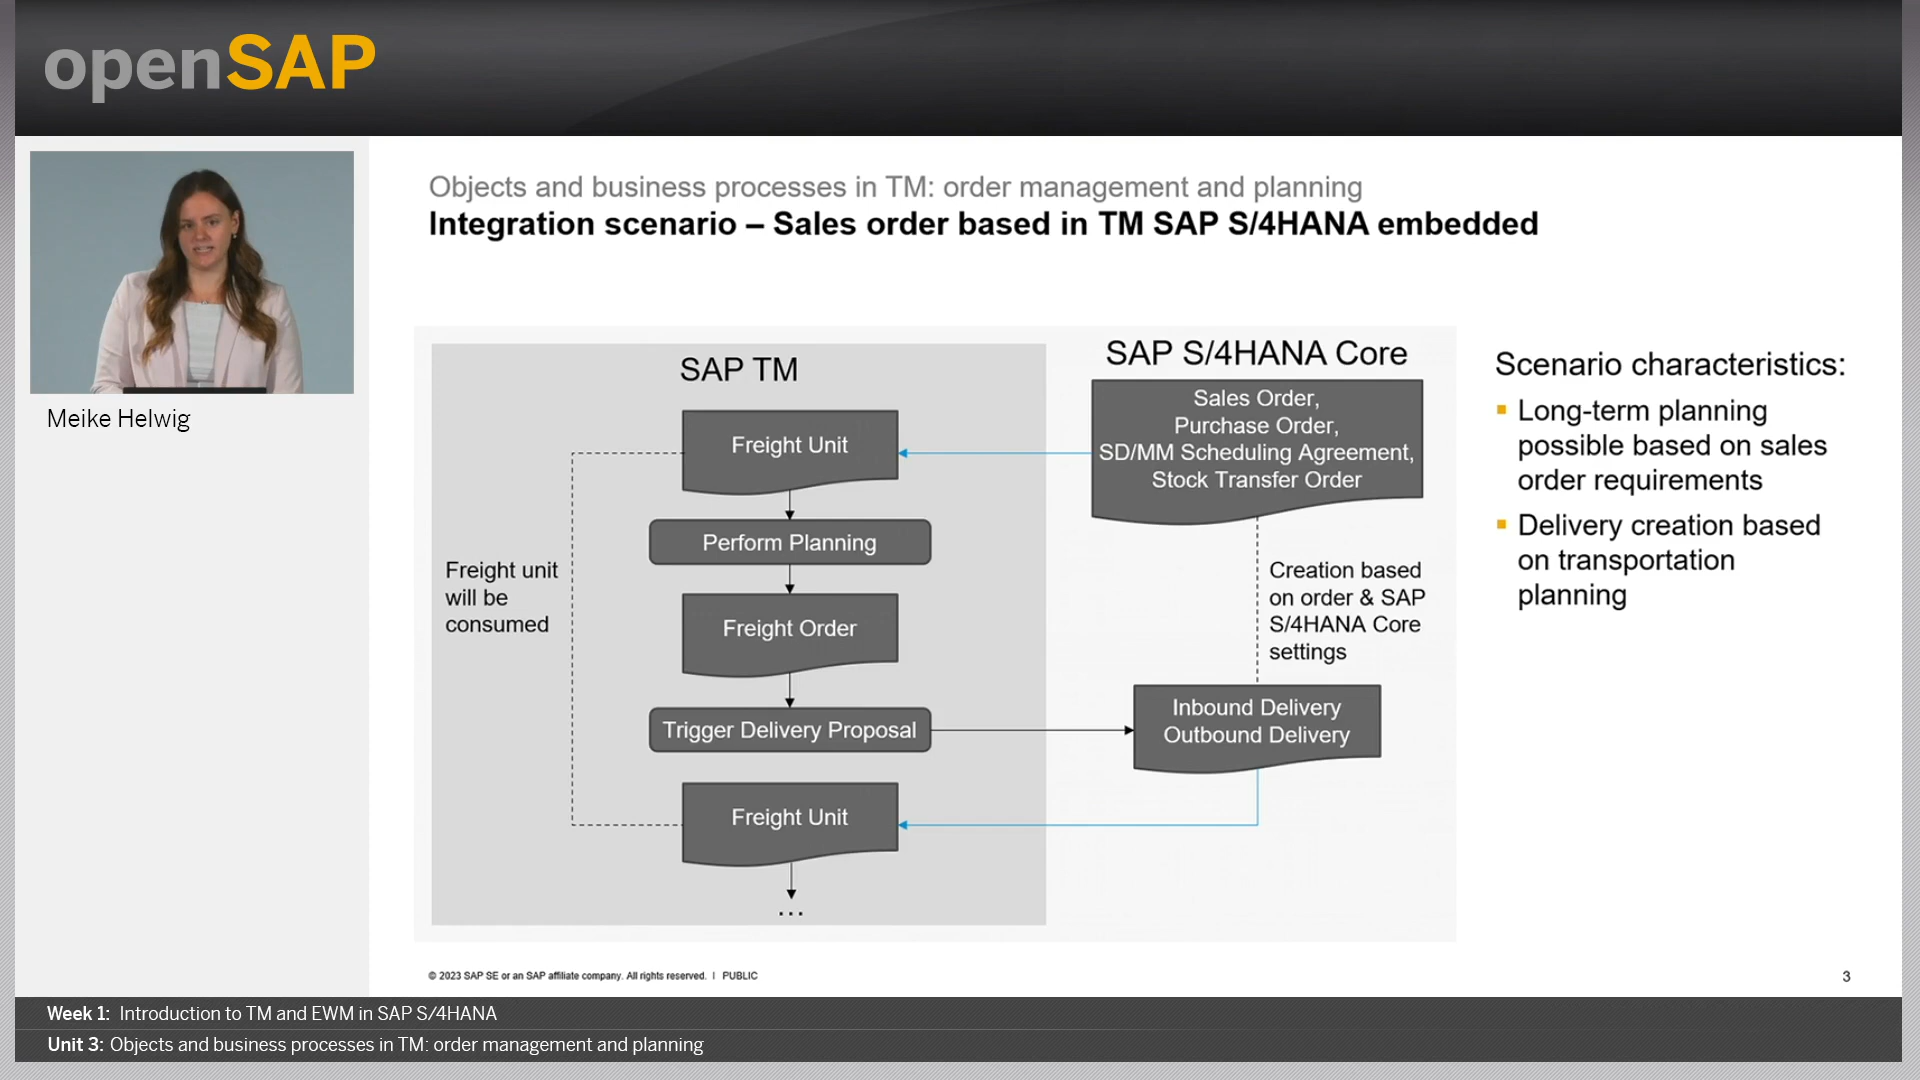 openSAP
Meike Helwig
Objects and business processes in TM: order management and planning
Integration scenario – Sales order based in TM SAP S/4HANA embedded
SAP TM
Freight Unit
Perform Planning
Freight Order
Trigger Delivery Proposal
Freight Unit
...
Freight unit
will be
consumed
SAP S/4HANA Core
Sales Order,
Purchase Order,
SD/MM Scheduling Agreement,
Stock Transfer Order
Creation based
on order & SAP
S/4HANA Core
settings
Inbound Delivery
Outbound Delivery
Scenario characteristics:
Long-term planning
possible based on sales
order requirements
Delivery creation based
on transportation
planning
© 2023 SAP SE or an SAP affiliate company. All rights reserved. | PUBLIC
3
Week 1: Introduction to TM and EWM in SAP S/4HANA
Unit 3: Objects and business processes in TM: order management and planning